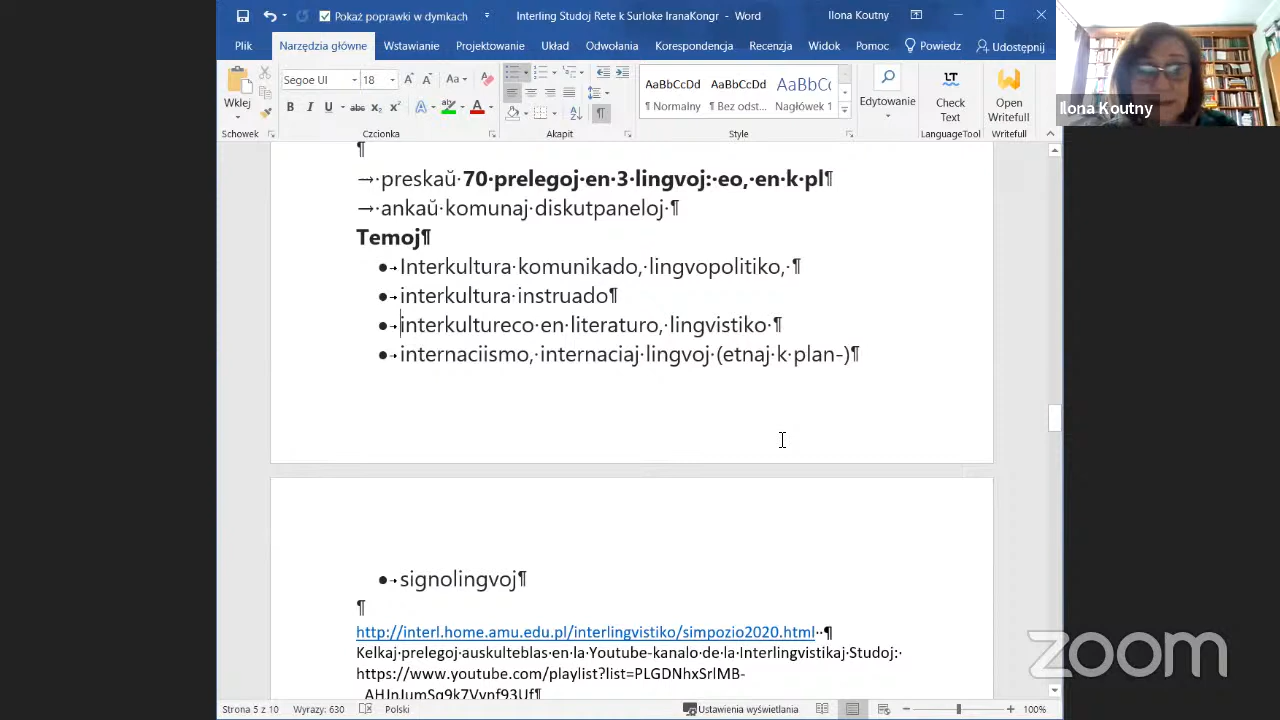 Pokaż poprawki w dymkach
Interling Studoj Rete k Surloke IranaKongr - Word
Ilona Koutny
Plik
Narzędzia główne
Wstawianie
Projektowanie
Układ
Odwołania
Korespondencja
Recenzja
Widok
Pomoc
Powiedz
Udostępnij
Wklej
Segoe UI
18
AaBbCcDd
AaBbCcDd
AaBbCc
¶ Normalny
¶ Bez odst...
Nagłówek 1
Edytowanie
Check Text
Open Writefull
Schowek
Czcionka
Akapit
Style
LanguageTool
Writefull
Ilona Koutny
¶
→·preskaŭ·70·prelegoj·en·3·lingvoj:·eo,·en·k·pl¶
→·ankaŭ·komunaj·diskutpaneloj·¶
Temoj¶
●→Interkultura·komunikado,·lingvopolitiko,·¶
●→interkultura·instruado¶
●→interkultureco·en·literaturo,·lingvistiko·¶
●→internaciismo,·internaciaj·lingvoj·(etnaj·k·plan-)¶
●→signolingvoj¶
¶
http://interl.home.amu.edu.pl/interlingvistiko/simpozio2020.html··¶
Kelkaj·prelegoj·auskulteblas·en·la·Youtube-kanalo·de·la·Interlingvistikaj·Studoj:·
https://www.youtube.com/playlist?list=PLGDNhxSrlMB-
zoom
Strona 5 z 10
Wyrazy: 630
Polski
Ustawienia wyświetlania
100%